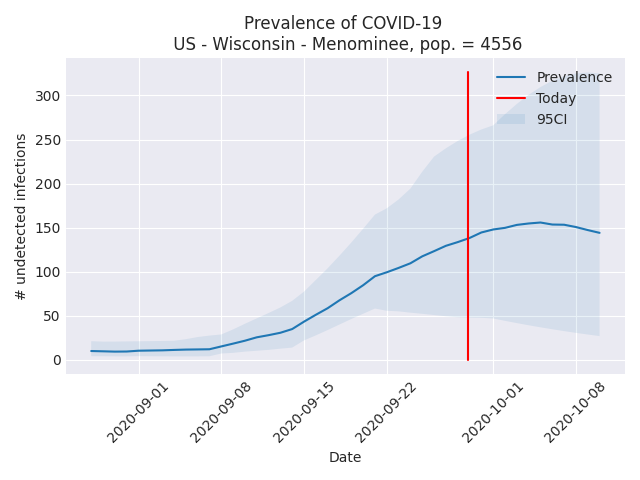 Prevalence of COVID-19
US - Wisconsin - Menominee, pop. = 4556
Prevalence
Today
95CI
300
250
200
150
100
50
0
# undetected infections
2020-09-01
2020-09-08
2020-09-15
2020-09-22
2020-10-01
2020-10-08
Date